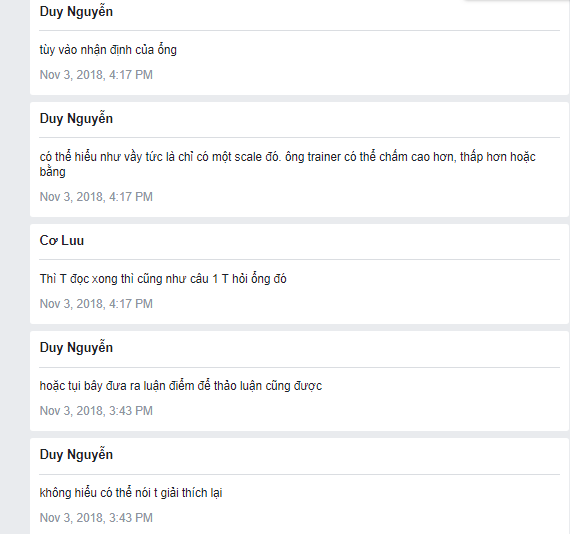 Duy Nguyễn
tùy vào nhận định của ổng
Nov 3, 2018, 4:17 PM
Duy Nguyễn
có thể hiểu như vầy tức là chỉ có một scale đó. ông trainer có thể chấm cao hơn, thấp hơn hoặc
bằng
Nov 3, 2018, 4:17 PM
Cơ Luu
Thì T đọc xong thì cũng như câu 1 T hỏi ổng đó
Nov 3, 2018, 4:17 PM
Duy Nguyễn
hoặc tụi bây đưa ra luận điểm để thảo luận cũng được
Nov 3, 2018, 3:43 PM
Duy Nguyễn
không hiểu có thể nói t giải thích lại
Nov 3, 2018, 3:43 PM